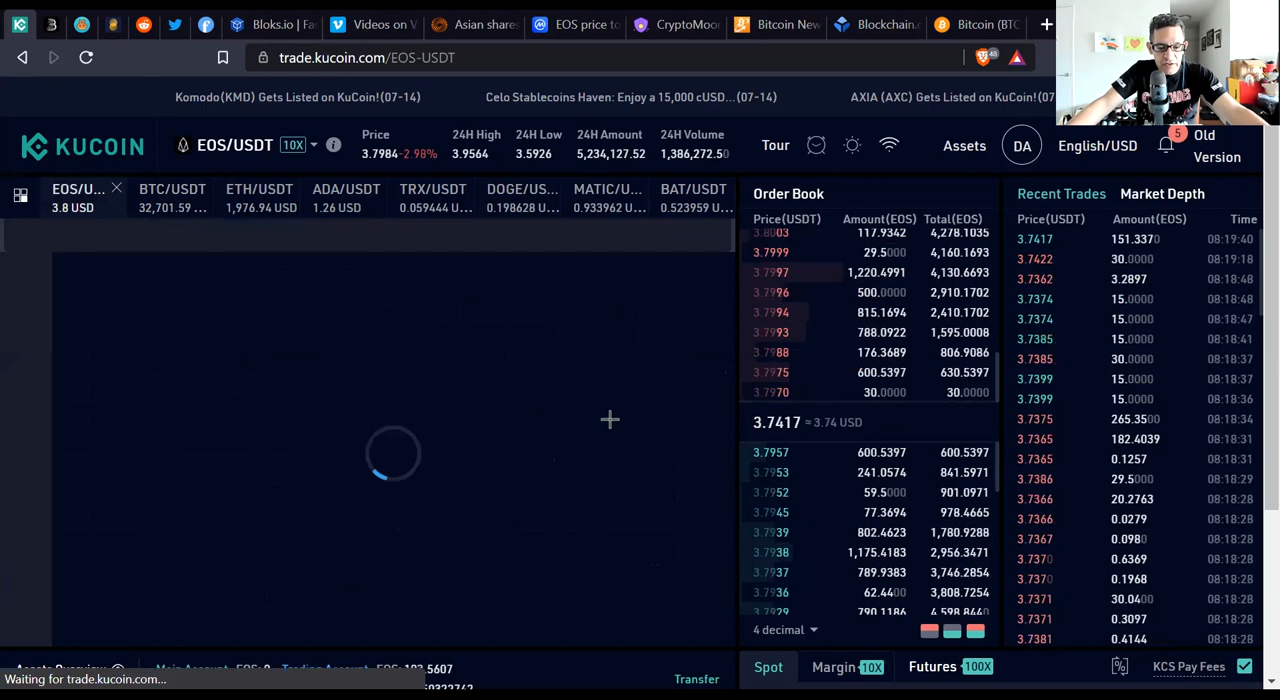 Bloks.io | Fas
Videos on V
Asian shares
EOS price to
CryptoMoon
Bitcoin New
Blockchain.c
Bitcoin (BTC
trade.kucoin.com/EOS-USDT
Komodo(KMD) Gets Listed on KuCoin!(07-14)
Celo Stablecoins Haven: Enjoy a 15,000 cUSD...(07-14)
AXIA (AXC) Gets Listed on KuCoin!(07
KUCOIN
EOS/USDT 10X
Price
3.7984 -2.98%
24H High
3.9564
24H Low
3.5926
24H Amount
5,234,127.52
24H Volume
1,386,272.50
Tour
Assets
DA
English/USD
5
Old Version
EOS/U...
3.8 USD
BTC/USDT
32,701.59 ...
ETH/USDT
1,976.94 USD
ADA/USDT
1.26 USD
TRX/USDT
0.059444 U...
DOGE/US...
0.198628 U...
MATIC/U...
0.933962 U...
BAT/USDT
0.523959 U...
Order Book
Price(USDT) Amount(EOS) Total(EOS)
3.8003 117.9342 4,278.1035
3.7999 29.5000 4,160.1693
3.7997 1,220.4991 4,130.6693
3.7996 500.0000 2,910.1702
3.7994 815.1694 2,410.1702
3.7993 788.0922 1,595.0008
3.7988 176.3689 806.9086
3.7975 600.5397 630.5397
3.7970 30.0000 30.0000
3.7417 ≈ 3.74 USD
3.7957 600.5397 600.5397
3.7953 241.0574 841.5971
3.7952 59.5000 901.0971
3.7945 77.3694 978.4665
3.7939 802.4623 1,780.9288
3.7938 1,175.4183 2,956.3471
3.7937 789.9383 3,746.2854
3.7936 62.4400 3,808.7254
3.7929 790.1186 4,598.8440
4 decimal
Recent Trades Market Depth
Price(USDT) Amount(EOS) Time
3.7417 151.3370 08:19:40
3.7422 30.0000 08:19:18
3.7362 3.2897 08:18:48
3.7374 15.0000 08:18:48
3.7374 15.0000 08:18:47
3.7385 15.0000 08:18:41
3.7385 30.0000 08:18:37
3.7399 15.0000 08:18:37
3.7399 15.0000 08:18:36
3.7375 265.3500 08:18:34
3.7365 182.4039 08:18:31
3.7365 0.1257 08:18:31
3.7386 29.5000 08:18:29
3.7366 20.2763 08:18:28
3.7366 0.0279 08:18:28
3.7367 0.0980 08:18:28
3.7370 0.6369 08:18:28
3.7370 0.1968 08:18:28
3.7371 30.0400 08:18:28
3.7371 0.3097 08:18:28
3.7381 0.4144 08:18:28
Transfer
Spot Margin 10X Futures 100X
KCS Pay Fees
Waiting for trade.kucoin.com...